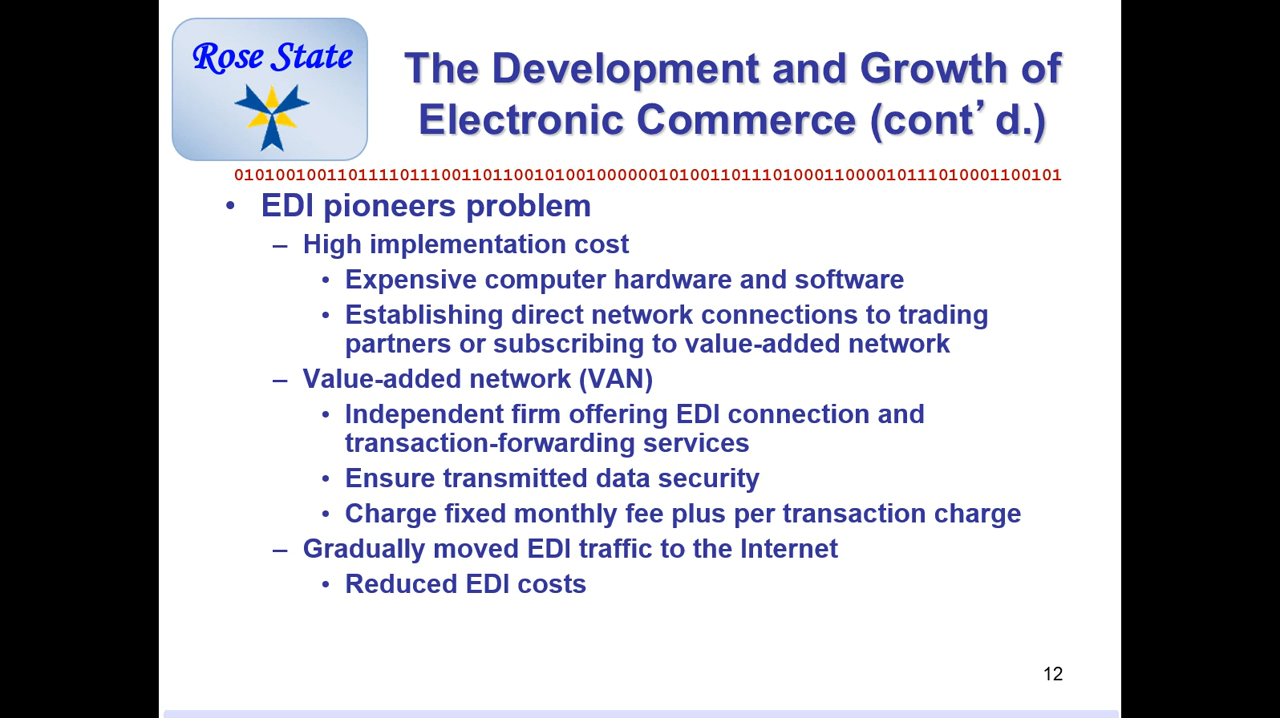 Rose State
The Development and Growth of
Electronic Commerce (cont’d.)
01010010011011110111001101100101001000000101001101110100011000010111010001100101
• EDI pioneers problem
– High implementation cost
• Expensive computer hardware and software
• Establishing direct network connections to trading
partners or subscribing to value-added network
– Value-added network (VAN)
• Independent firm offering EDI connection and
transaction-forwarding services
• Ensure transmitted data security
• Charge fixed monthly fee plus per transaction charge
– Gradually moved EDI traffic to the Internet
• Reduced EDI costs
12